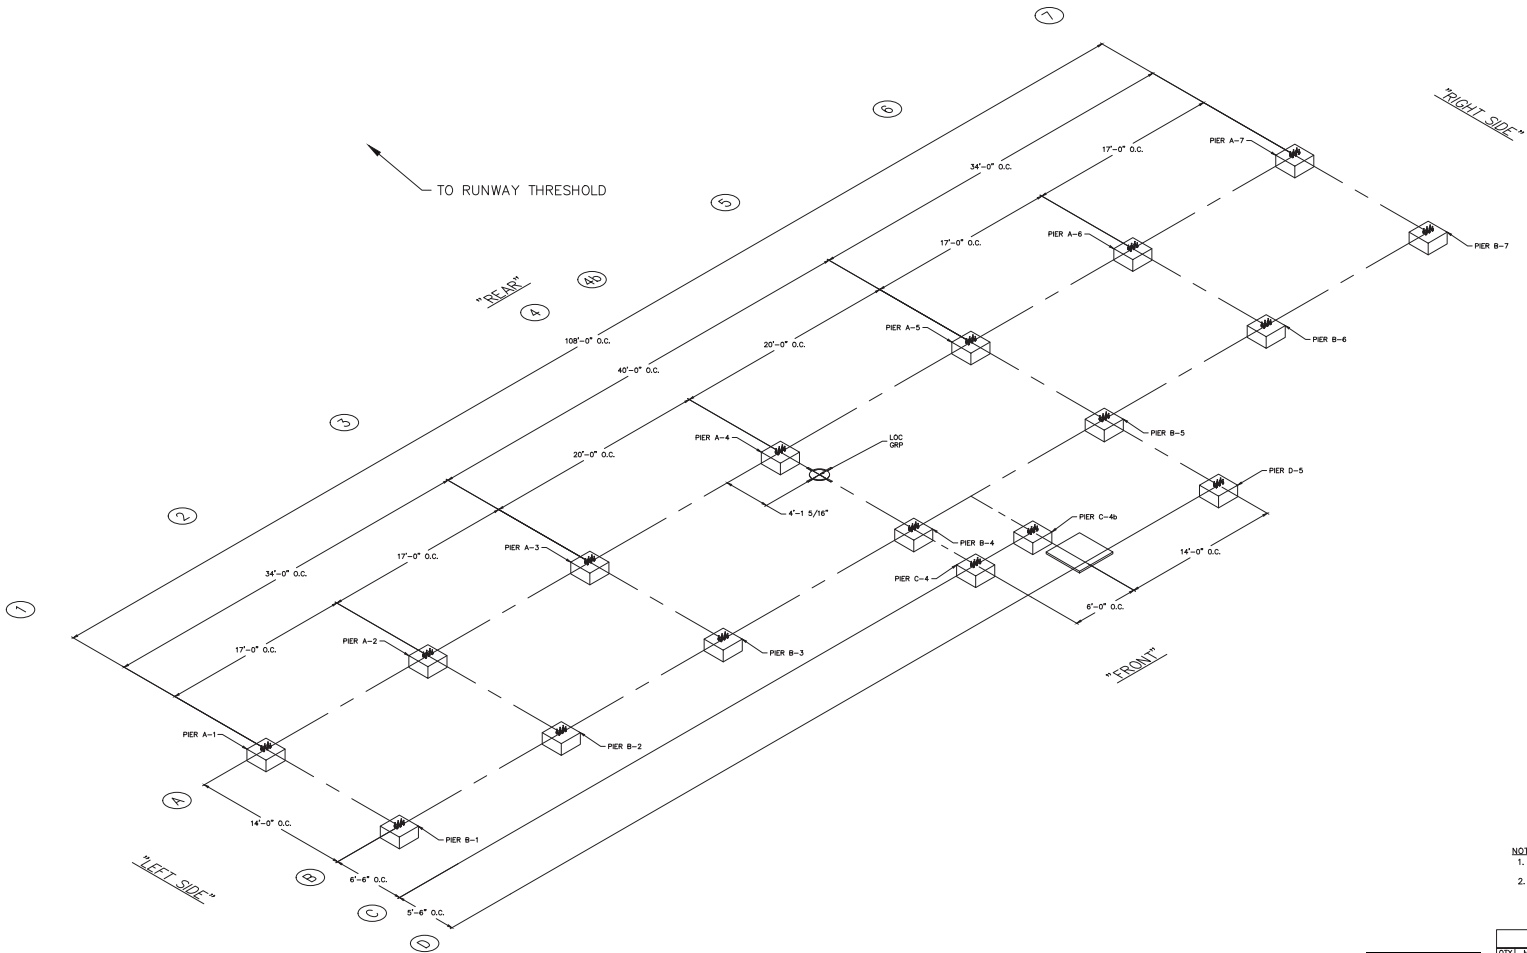 7
"RIGHT SIDE"
6
PIER A-7
17'-0" O.C.
34'-0" O.C.
TO RUNWAY THRESHOLD
5
PIER A-6
17'-0" O.C.
PIER B-7
"REAR"
4b
4
108'-0" O.C.
PIER A-5
20'-0" O.C.
PIER B-6
40'-0" O.C.
3
PIER A-4
LOC
GRP
PIER B-5
20'-0" O.C.
PIER D-5
2
4'-1 5/16"
PIER C-4b
PIER A-3
PIER B-4
17'-0" O.C.
14'-0" O.C.
34'-0" O.C.
PIER C-4
6'-0" O.C.
1
PIER A-2
17'-0" O.C.
PIER B-3
"FRONT"
PIER A-1
PIER B-2
A
14'-0" O.C.
PIER B-1
"LEFT SIDE"
B
6'-6" O.C.
C
5'-6" O.C.
D
NOT
1.
2.
QTY